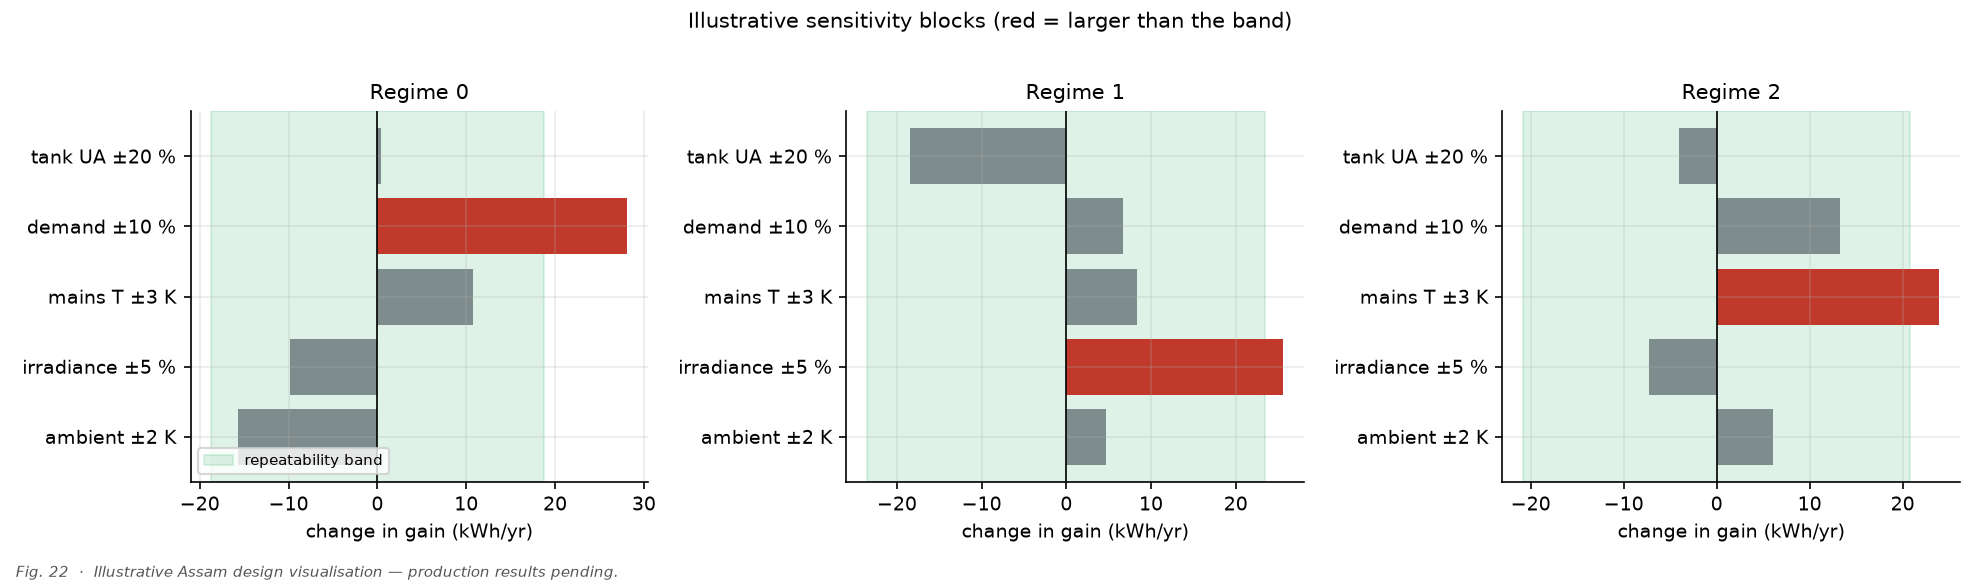 Illustrative sensitivity blocks (red = larger than the band)
Regime 0
tank UA ±20 %
demand ±10 %
mains T ±3 K
irradiance ±5 %
ambient ±2 K
repeatability band
−20 −10 0 10 20 30
change in gain (kWh/yr)
Regime 1
tank UA ±20 %
demand ±10 %
mains T ±3 K
irradiance ±5 %
ambient ±2 K
−20 −10 0 10 20
change in gain (kWh/yr)
Regime 2
tank UA ±20 %
demand ±10 %
mains T ±3 K
irradiance ±5 %
ambient ±2 K
−20 −10 0 10 20
change in gain (kWh/yr)
Fig. 22 · Illustrative Assam design visualisation — production results pending.